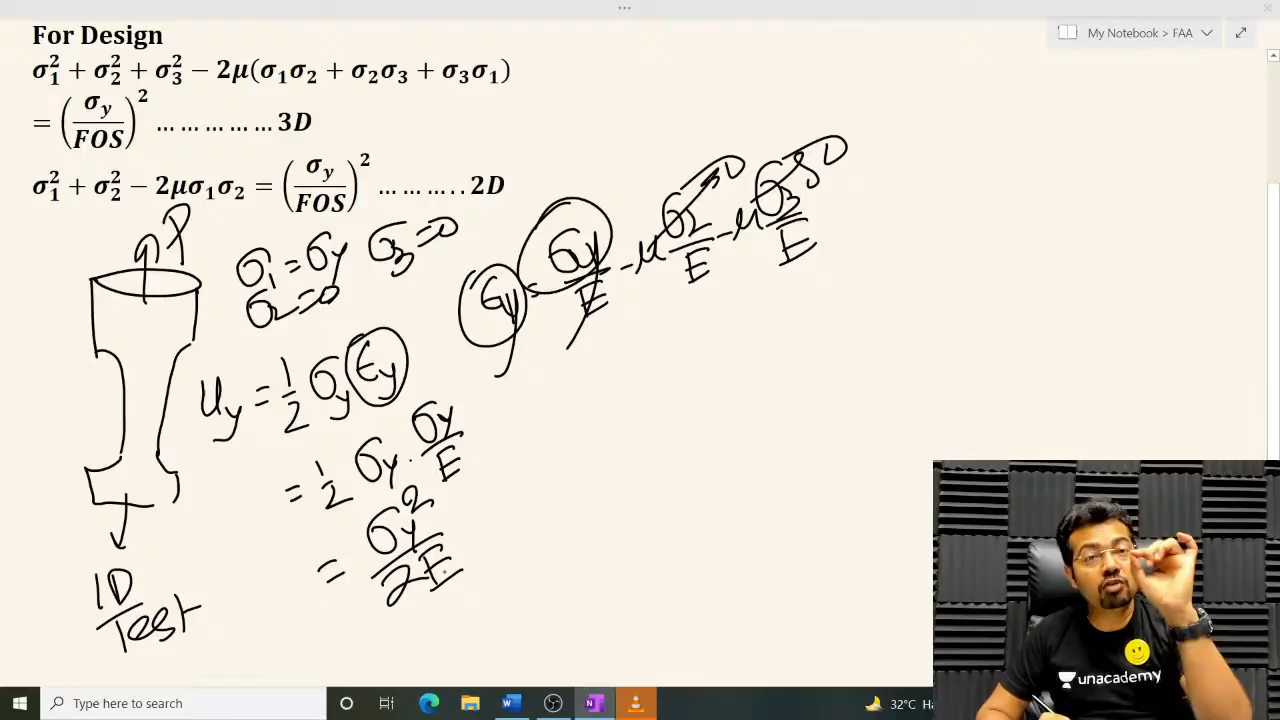 For Design
σ₁² + σ₂² + σ₃² − 2μ(σ₁σ₂ + σ₂σ₃ + σ₃σ₁)
= (σy/FOS)² … … … … … 3D
σ₁² + σ₂² − 2μσ₁σ₂ = (σy/FOS)² … … … . . 2D
My Notebook > FAA
P
σ₁ = σy σ₃ = 0
σ₂ = 0
εy = σy/E - μ σ₂/E - μ σ₃/E
0
0
uy = 1/2 σy εy
= 1/2 σy . σy/E
= σy²/2E
1D
Test
unacademy
Type here to search
32°C